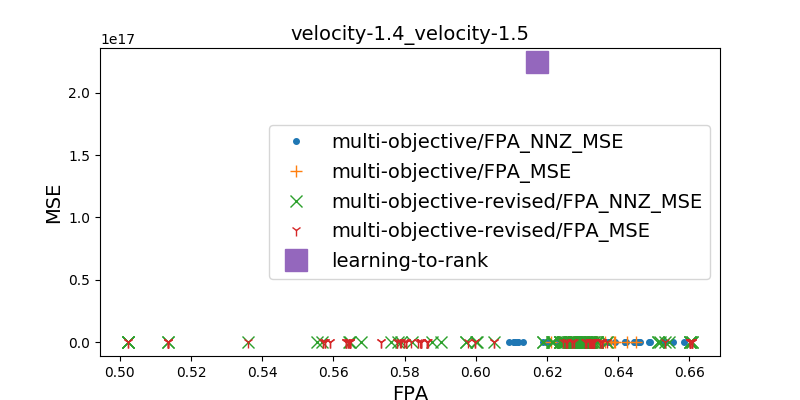 velocity-1.4_velocity-1.5
1e17
2.0
1.5
1.0
0.5
0.0
MSE
multi-objective/FPA_NNZ_MSE
multi-objective/FPA_MSE
multi-objective-revised/FPA_NNZ_MSE
multi-objective-revised/FPA_MSE
learning-to-rank
0.50 0.52 0.54 0.56 0.58 0.60 0.62 0.64 0.66
FPA